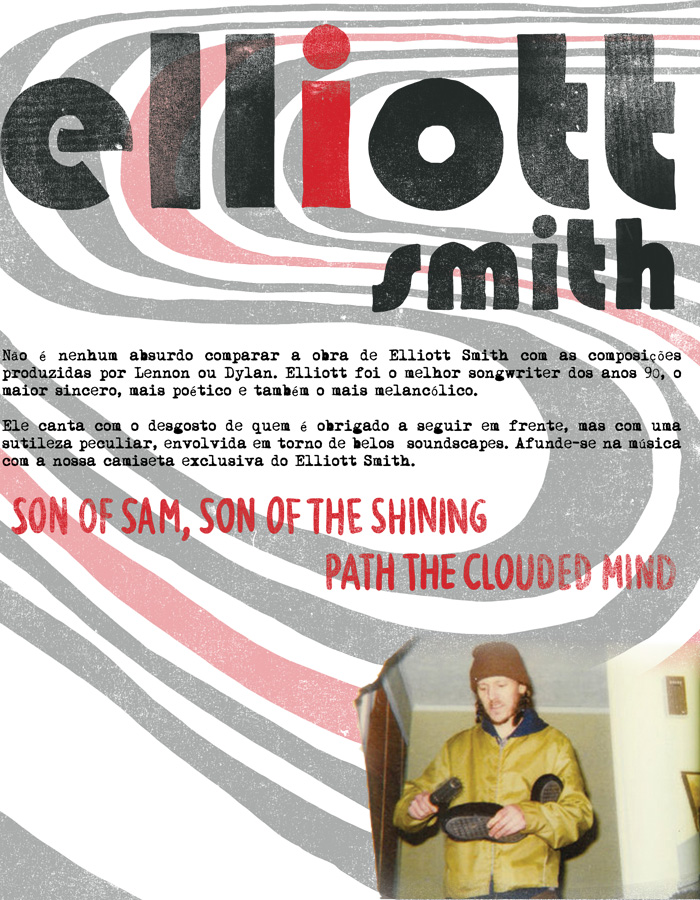 elliott
smith
Não é nenhum absurdo comparar a obra de Elliott Smith com as composições
produzidas por Lennon ou Dylan. Elliott foi o melhor songwriter dos anos 90, o
maior sincero, mais poético e também o mais melancólico.
Ele canta com o desgosto de quem é obrigado a seguir em frente, mas com uma
sutileza peculiar, envolvida em torno de belos soundscapes. Afunde-se na música
com a nossa camiseta exclusiva do Elliott Smith.
SON OF SAM, SON OF THE SHINING
PATH THE CLOUDED MIND